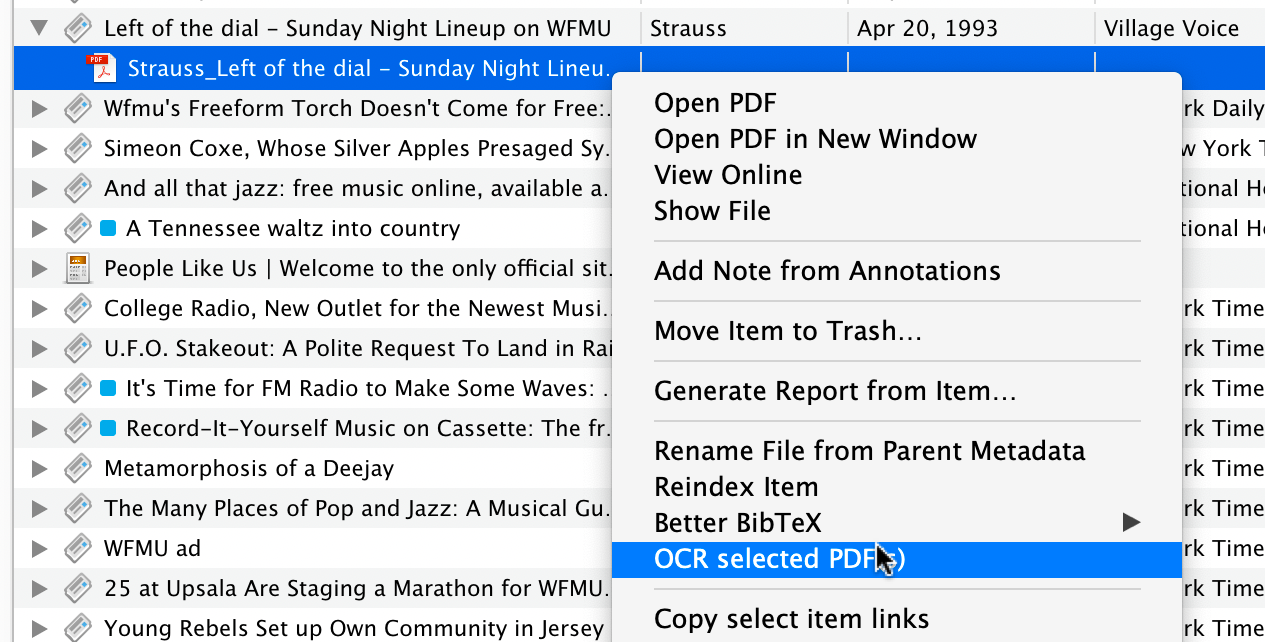 Left of the dial – Sunday Night Lineup on WFMU Strauss Apr 20, 1993 Village Voice
PDF Strauss_Left of the dial – Sunday Night Lineu.
Wfmu's Freeform Torch Doesn't Come for Free:. rk Daily
Simeon Coxe, Whose Silver Apples Presaged Sy. w York T
And all that jazz: free music online, available a. tional He
A Tennessee waltz into country tional He
People Like Us | Welcome to the only official sit.
College Radio, New Outlet for the Newest Musi. rk Time
U.F.O. Stakeout: A Polite Request To Land in Rai rk Time
It's Time for FM Radio to Make Some Waves: . rk Time
Record-It-Yourself Music on Cassette: The fr. rk Time
Metamorphosis of a Deejay rk Time
The Many Places of Pop and Jazz: A Musical Gu. rk Time
WFMU ad rk Time
25 at Upsala Are Staging a Marathon for WFMU. rk Time
Young Rebels Set up Own Community in Jersey rk Time
Open PDF
Open PDF in New Window
View Online
Show File
Add Note from Annotations
Move Item to Trash…
Generate Report from Item…
Rename File from Parent Metadata
Reindex Item
Better BibTeX
OCR selected PDF(s)
Copy select item links